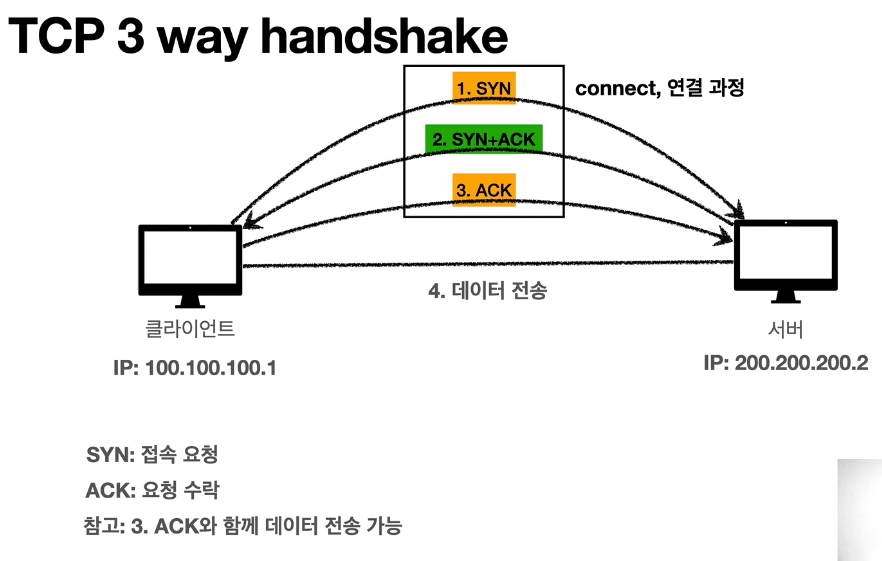 TCP 3 way handshake
1. SYN
connect, 연결 과정
2. SYN+ACK
3. ACK
4. 데이터 전송
클라이언트
서버
IP: 100.100.100.1
IP: 200.200.200.2
SYN: 접속 요청
ACK: 요청 수락
참고: 3. ACK와 함께 데이터 전송 가능